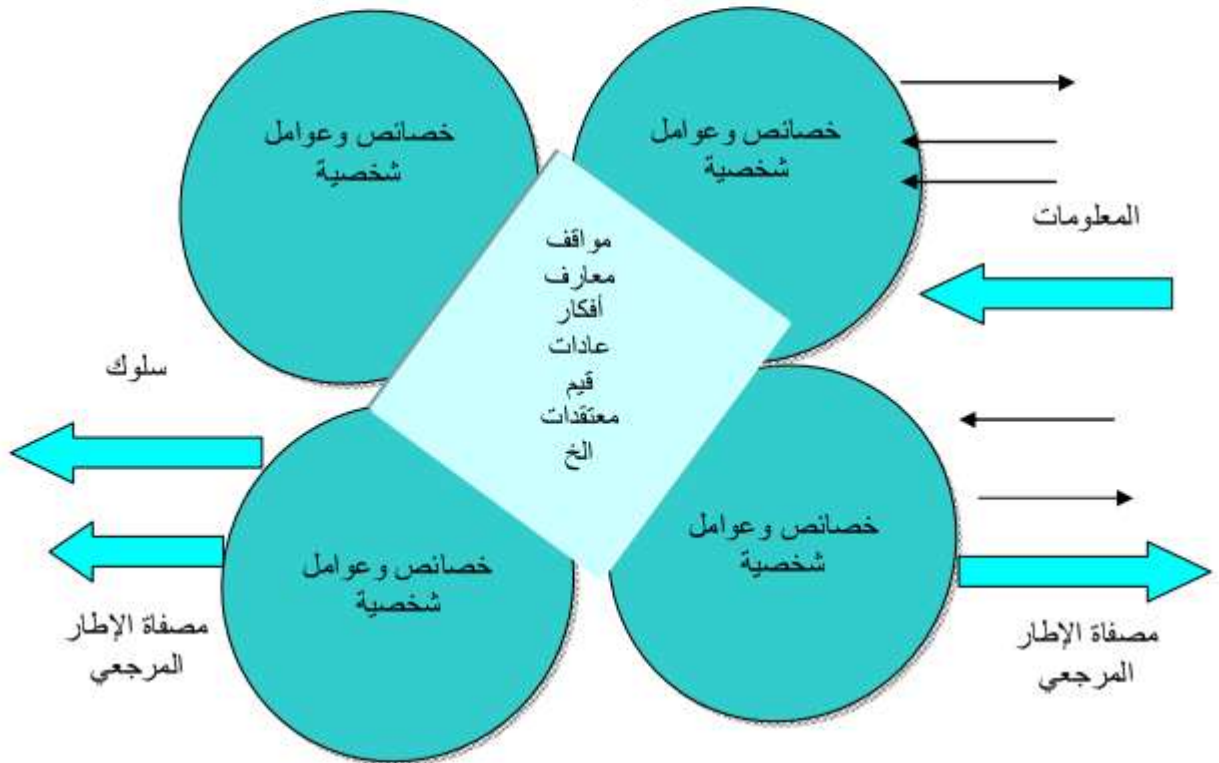 خصائص وعوامل
شخصية
خصائص وعوامل
شخصية
المعلومات
مواقف
معارف
أفكار
عادات
قيم
معتقدات
الخ
سلوك
خصائص وعوامل
شخصية
خصائص وعوامل
شخصية
مصفاة الإطار
المرجعي
مصفاة الإطار
المرجعي